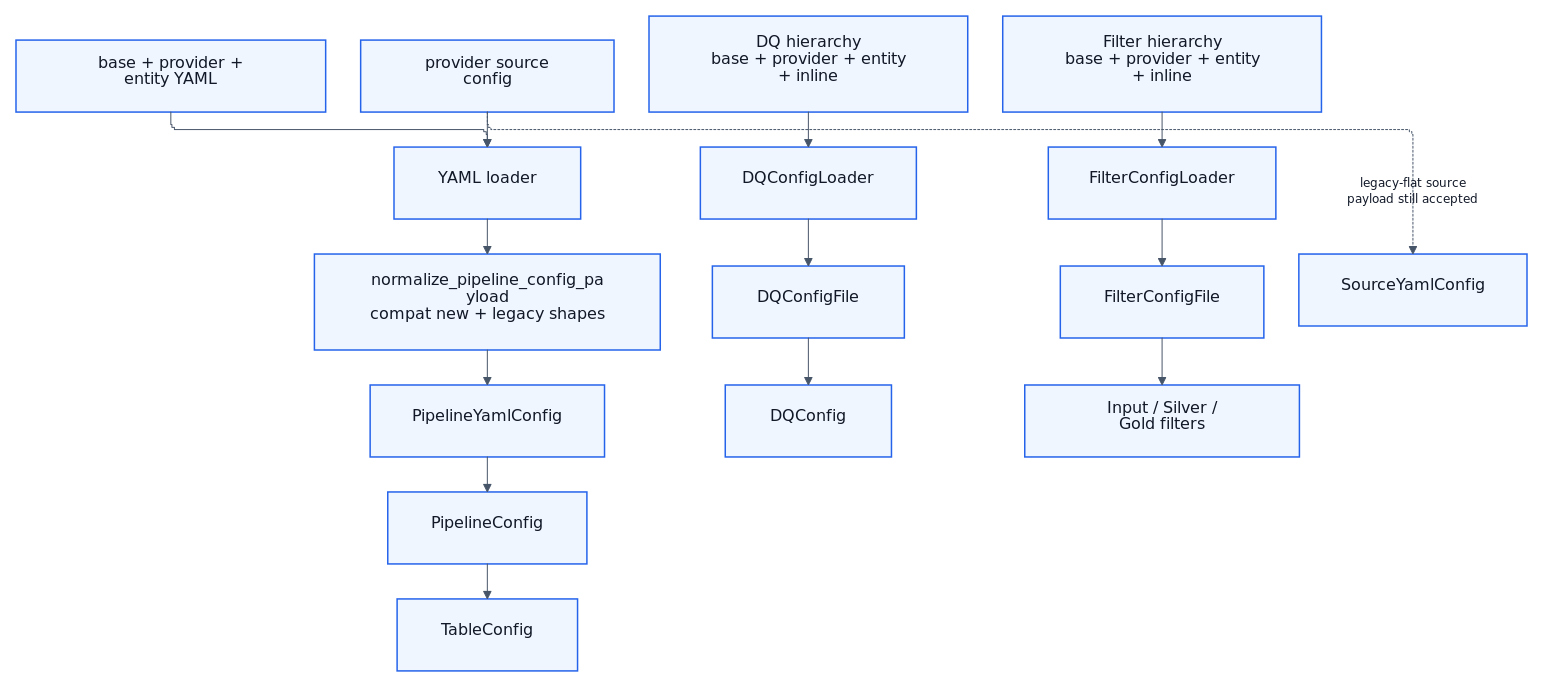 base + provider +
entity YAML
provider source
config
DQ hierarchy
base + provider + entity
+ inline
Filter hierarchy
base + provider + entity
+ inline
YAML loader
DQConfigLoader
FilterConfigLoader
legacy-flat source
payload still accepted
normalize_pipeline_config_pa
yload
compat new + legacy shapes
DQConfigFile
FilterConfigFile
SourceYamlConfig
PipelineYamlConfig
DQConfig
Input / Silver /
Gold filters
PipelineConfig
TableConfig